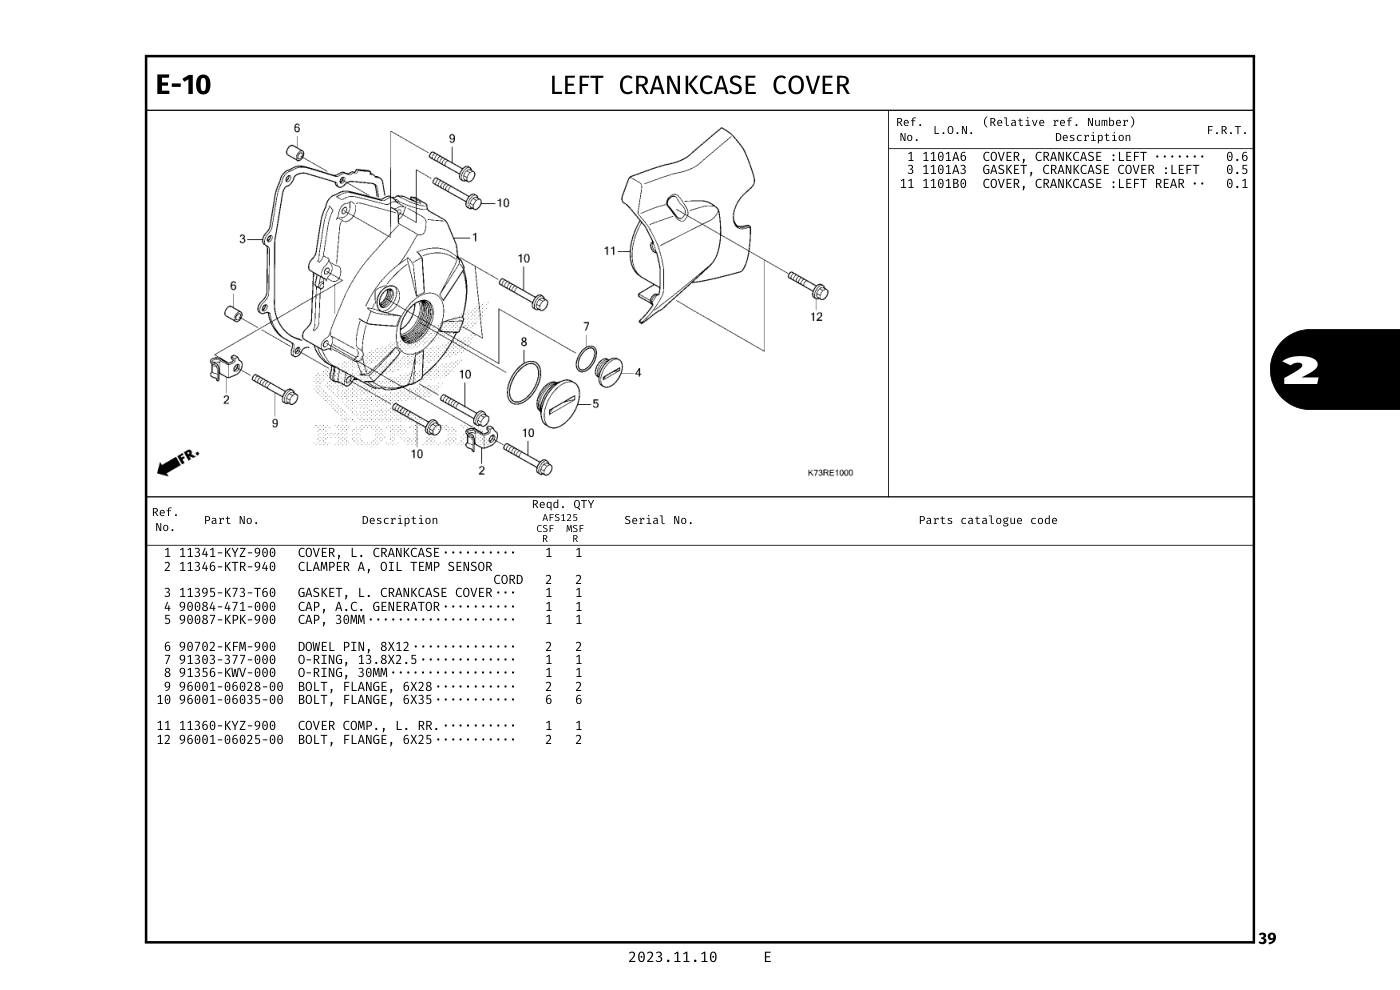 E-10
LEFT CRANKCASE COVER
6
9
10
3
1
10
11
6
12
7
8
4
2
10
5
9
10
10
2
HONDA
FR.
K73RE1000
Ref. No. L.O.N. (Relative ref. Number) Description F.R.T.
1 1101A6 COVER, CRANKCASE :LEFT ······· 0.6
3 1101A3 GASKET, CRANKCASE COVER :LEFT 0.5
11 1101B0 COVER, CRANKCASE :LEFT REAR ·· 0.1
2
Reqd. QTY
Ref. No. Part No. Description AFS125 Serial No. Parts catalogue code
CSF MSF
R R
1 11341-KYZ-900 COVER, L. CRANKCASE ·········· 1 1
2 11346-KTR-940 CLAMPER A, OIL TEMP SENSOR
CORD 2 2
3 11395-K73-T60 GASKET, L. CRANKCASE COVER ··· 1 1
4 90084-471-000 CAP, A.C. GENERATOR ·········· 1 1
5 90087-KPK-900 CAP, 30MM ···················· 1 1
6 90702-KFM-900 DOWEL PIN, 8X12 ·············· 2 2
7 91303-377-000 O-RING, 13.8X2.5 ············· 1 1
8 91356-KWV-000 O-RING, 30MM ················· 1 1
9 96001-06028-00 BOLT, FLANGE, 6X28 ··········· 2 2
10 96001-06035-00 BOLT, FLANGE, 6X35 ··········· 6 6
11 11360-KYZ-900 COVER COMP., L. RR. ·········· 1 1
12 96001-06025-00 BOLT, FLANGE, 6X25 ··········· 2 2
39
2023.11.10 E